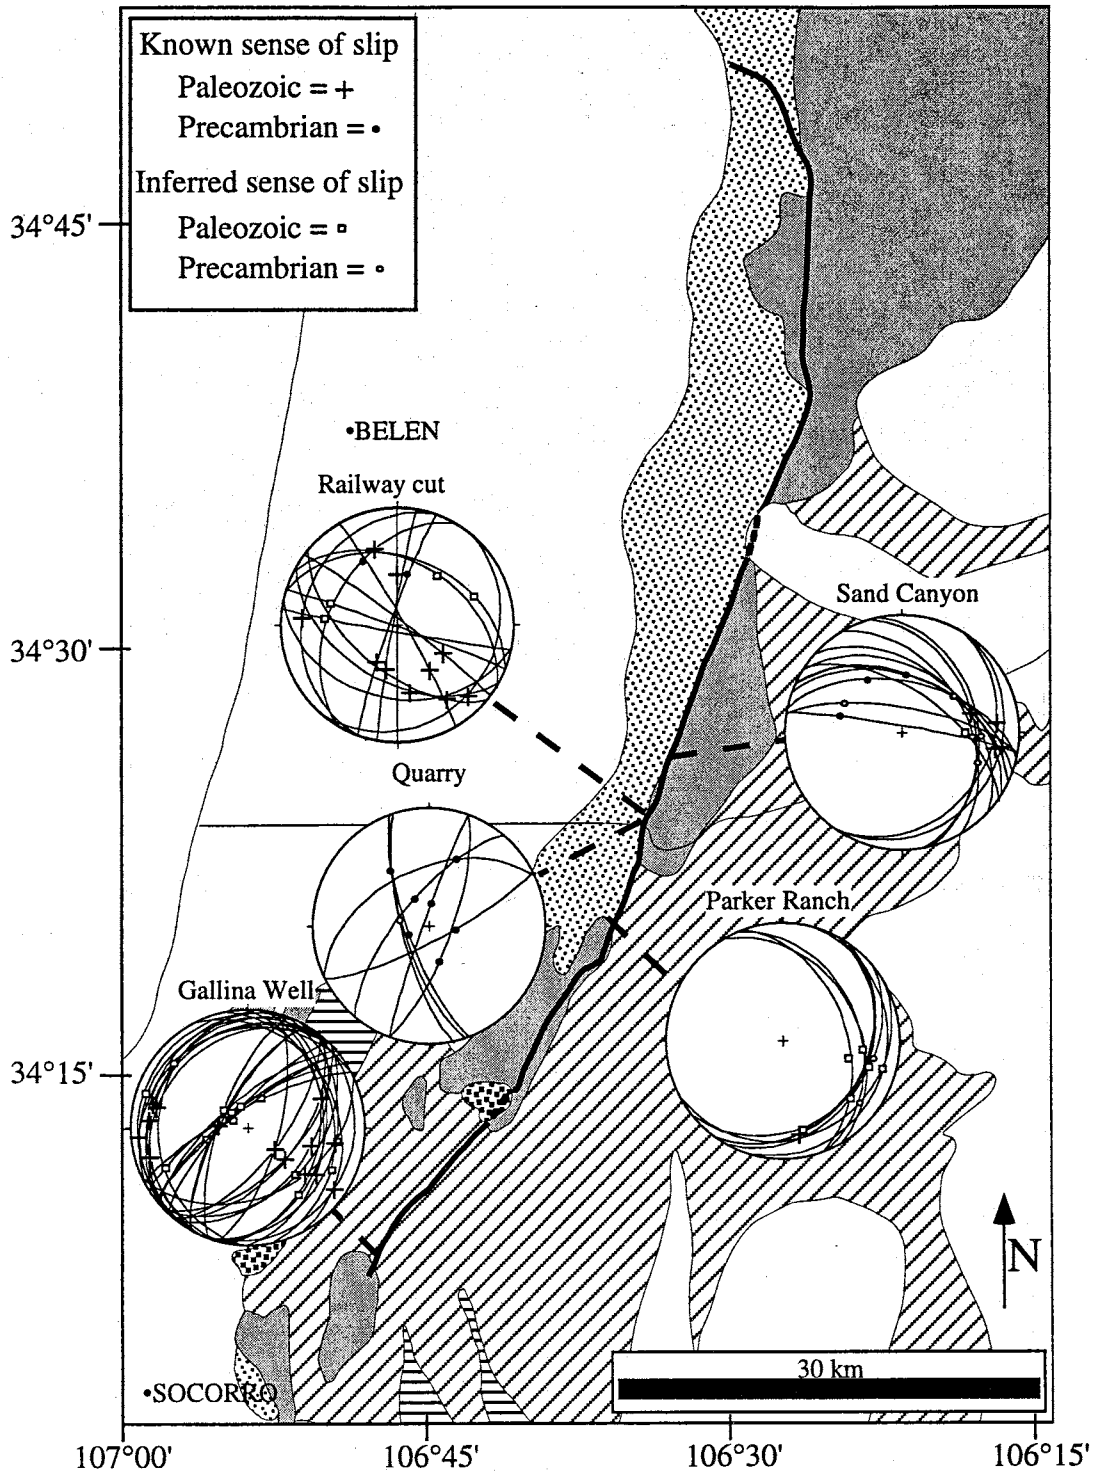 Known sense of slip
Paleozoic = +
Precambrian = •
Inferred sense of slip
Paleozoic = ▫
Precambrian = ∘
34°45'
•BELEN
Railway cut
Sand Canyon
34°30'
Quarry
Parker Ranch
Gallina Well
34°15'
N
30 km
•SOCORRO
107°00'
106°45'
106°30'
106°15'